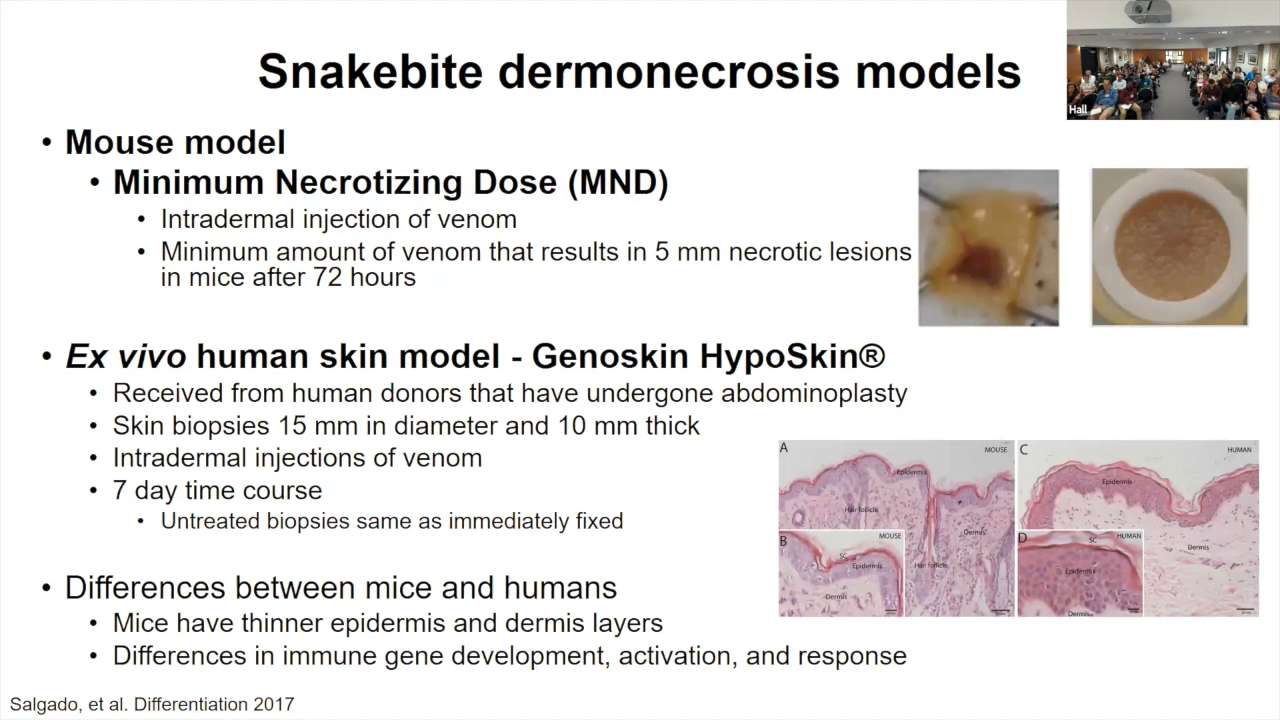 Snakebite dermonecrosis models
Hall
• Mouse model
• Minimum Necrotizing Dose (MND)
• Intradermal injection of venom
• Minimum amount of venom that results in 5 mm necrotic lesions
in mice after 72 hours
• Ex vivo human skin model - Genoskin HypoSkin®
• Received from human donors that have undergone abdominoplasty
• Skin biopsies 15 mm in diameter and 10 mm thick
• Intradermal injections of venom
• 7 day time course
• Untreated biopsies same as immediately fixed
A
MOUSE
Epidermis
Hair follicle
Dermis
Hair follicle
B
MOUSE
SC
Epidermis
Dermis
C
HUMAN
Epidermis
Dermis
D
HUMAN
SC
Epidermis
Dermis
• Differences between mice and humans
• Mice have thinner epidermis and dermis layers
• Differences in immune gene development, activation, and response
Salgado, et al. Differentiation 2017